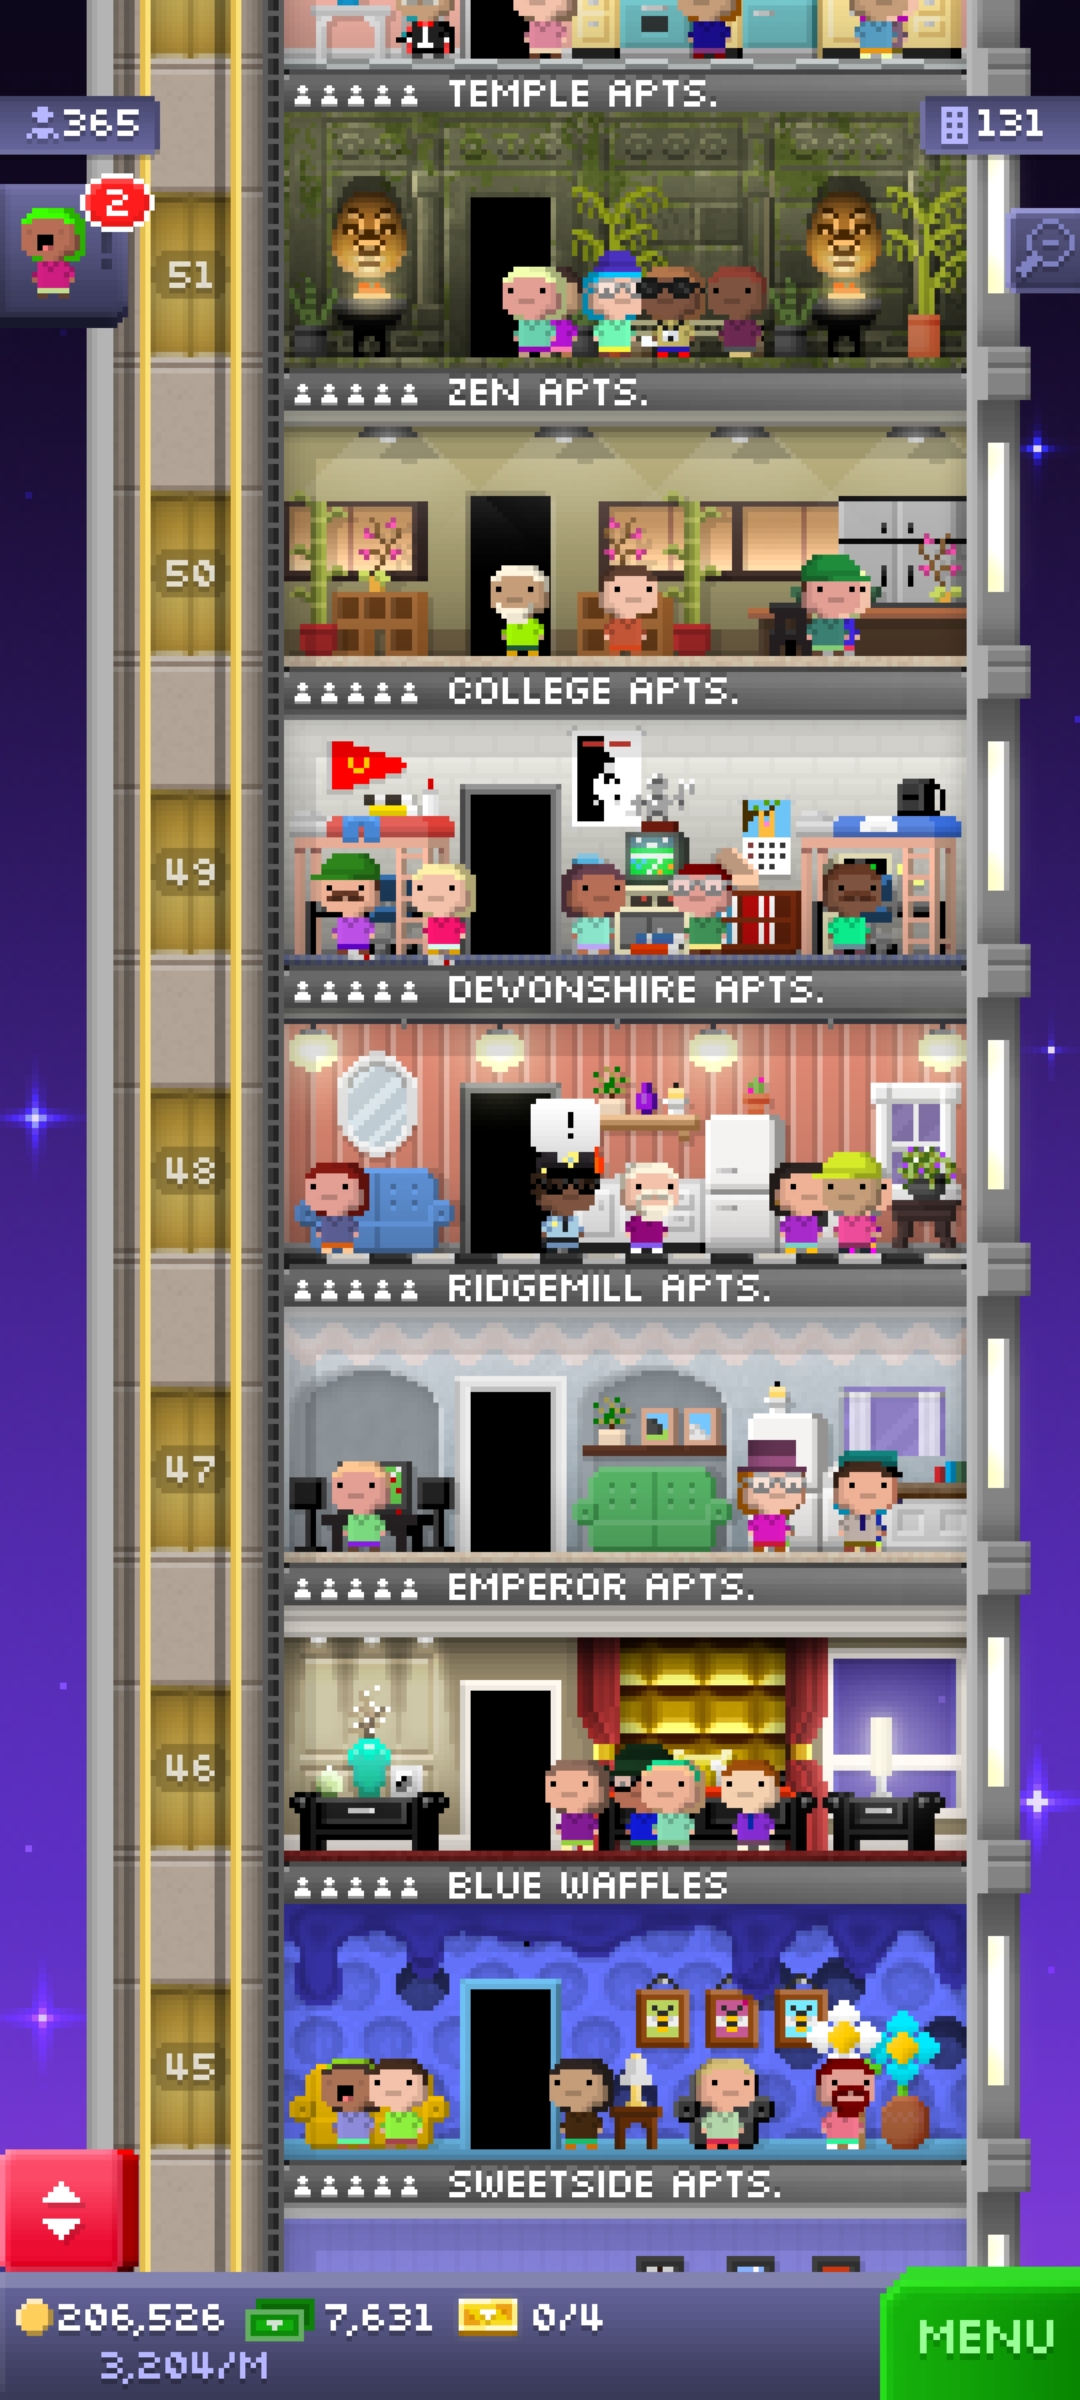 1
TEMPLE APTS.
365
131
2
51
ZEN APTS.
50
COLLEGE APTS.
49
DEVONSHIRE APTS.
!
48
RIDGEMILL APTS.
47
EMPEROR APTS.
46
BLUE WAFFLES
45
SWEETSIDE APTS.
206,526 7,631 0/4
3,204/M
MENU